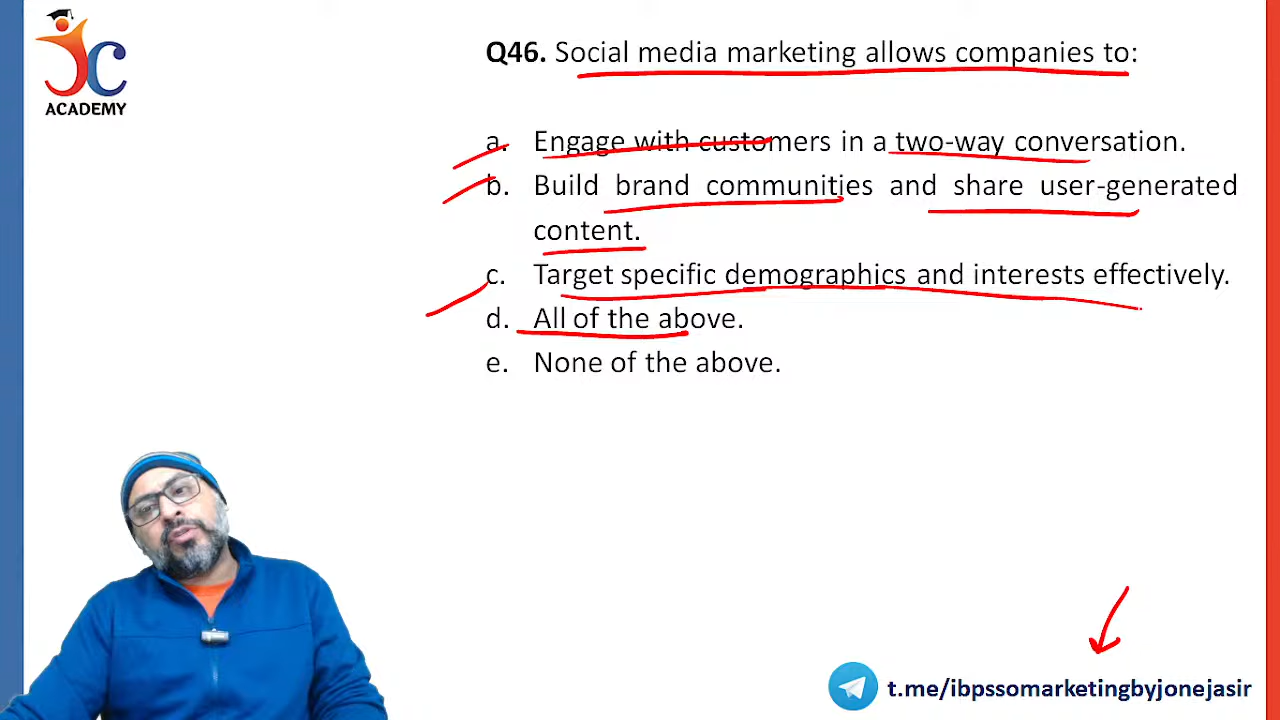 JC
ACADEMY
Q46. Social media marketing allows companies to:
a. Engage with customers in a two-way conversation.
b. Build brand communities and share user-generated
content.
c. Target specific demographics and interests effectively.
d. All of the above.
e. None of the above.
t.me/ibpssomarketingbyjonejasir